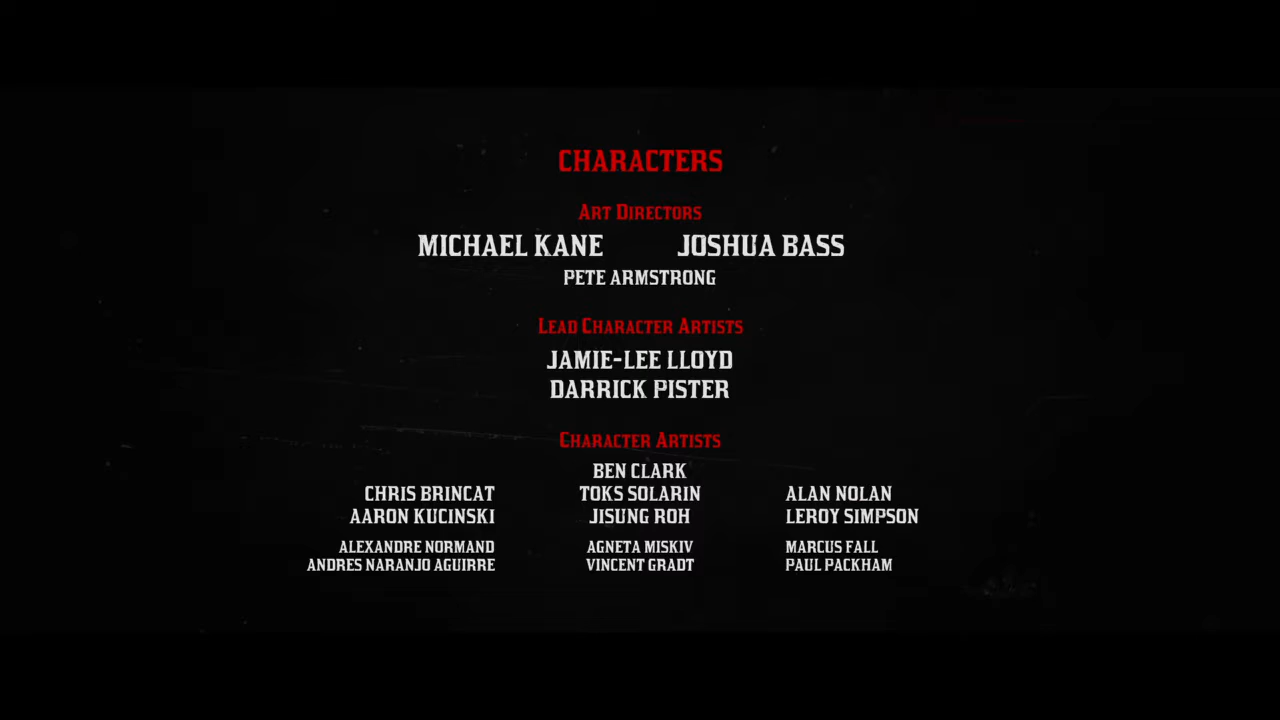 CHARACTERS
ART DIRECTORS
MICHAEL KANE JOSHUA BASS
PETE ARMSTRONG
LEAD CHARACTER ARTISTS
JAMIE-LEE LLOYD
DARRICK PISTER
CHARACTER ARTISTS
BEN CLARK
CHRIS BRINCAT TOKS SOLARIN ALAN NOLAN
AARON KUCINSKI JISUNG ROH LEROY SIMPSON
ALEXANDRE NORMAND AGNETA MISKIV MARCUS FALL
ANDRES NARANJO AGUIRRE VINCENT GRADT PAUL PACKHAM